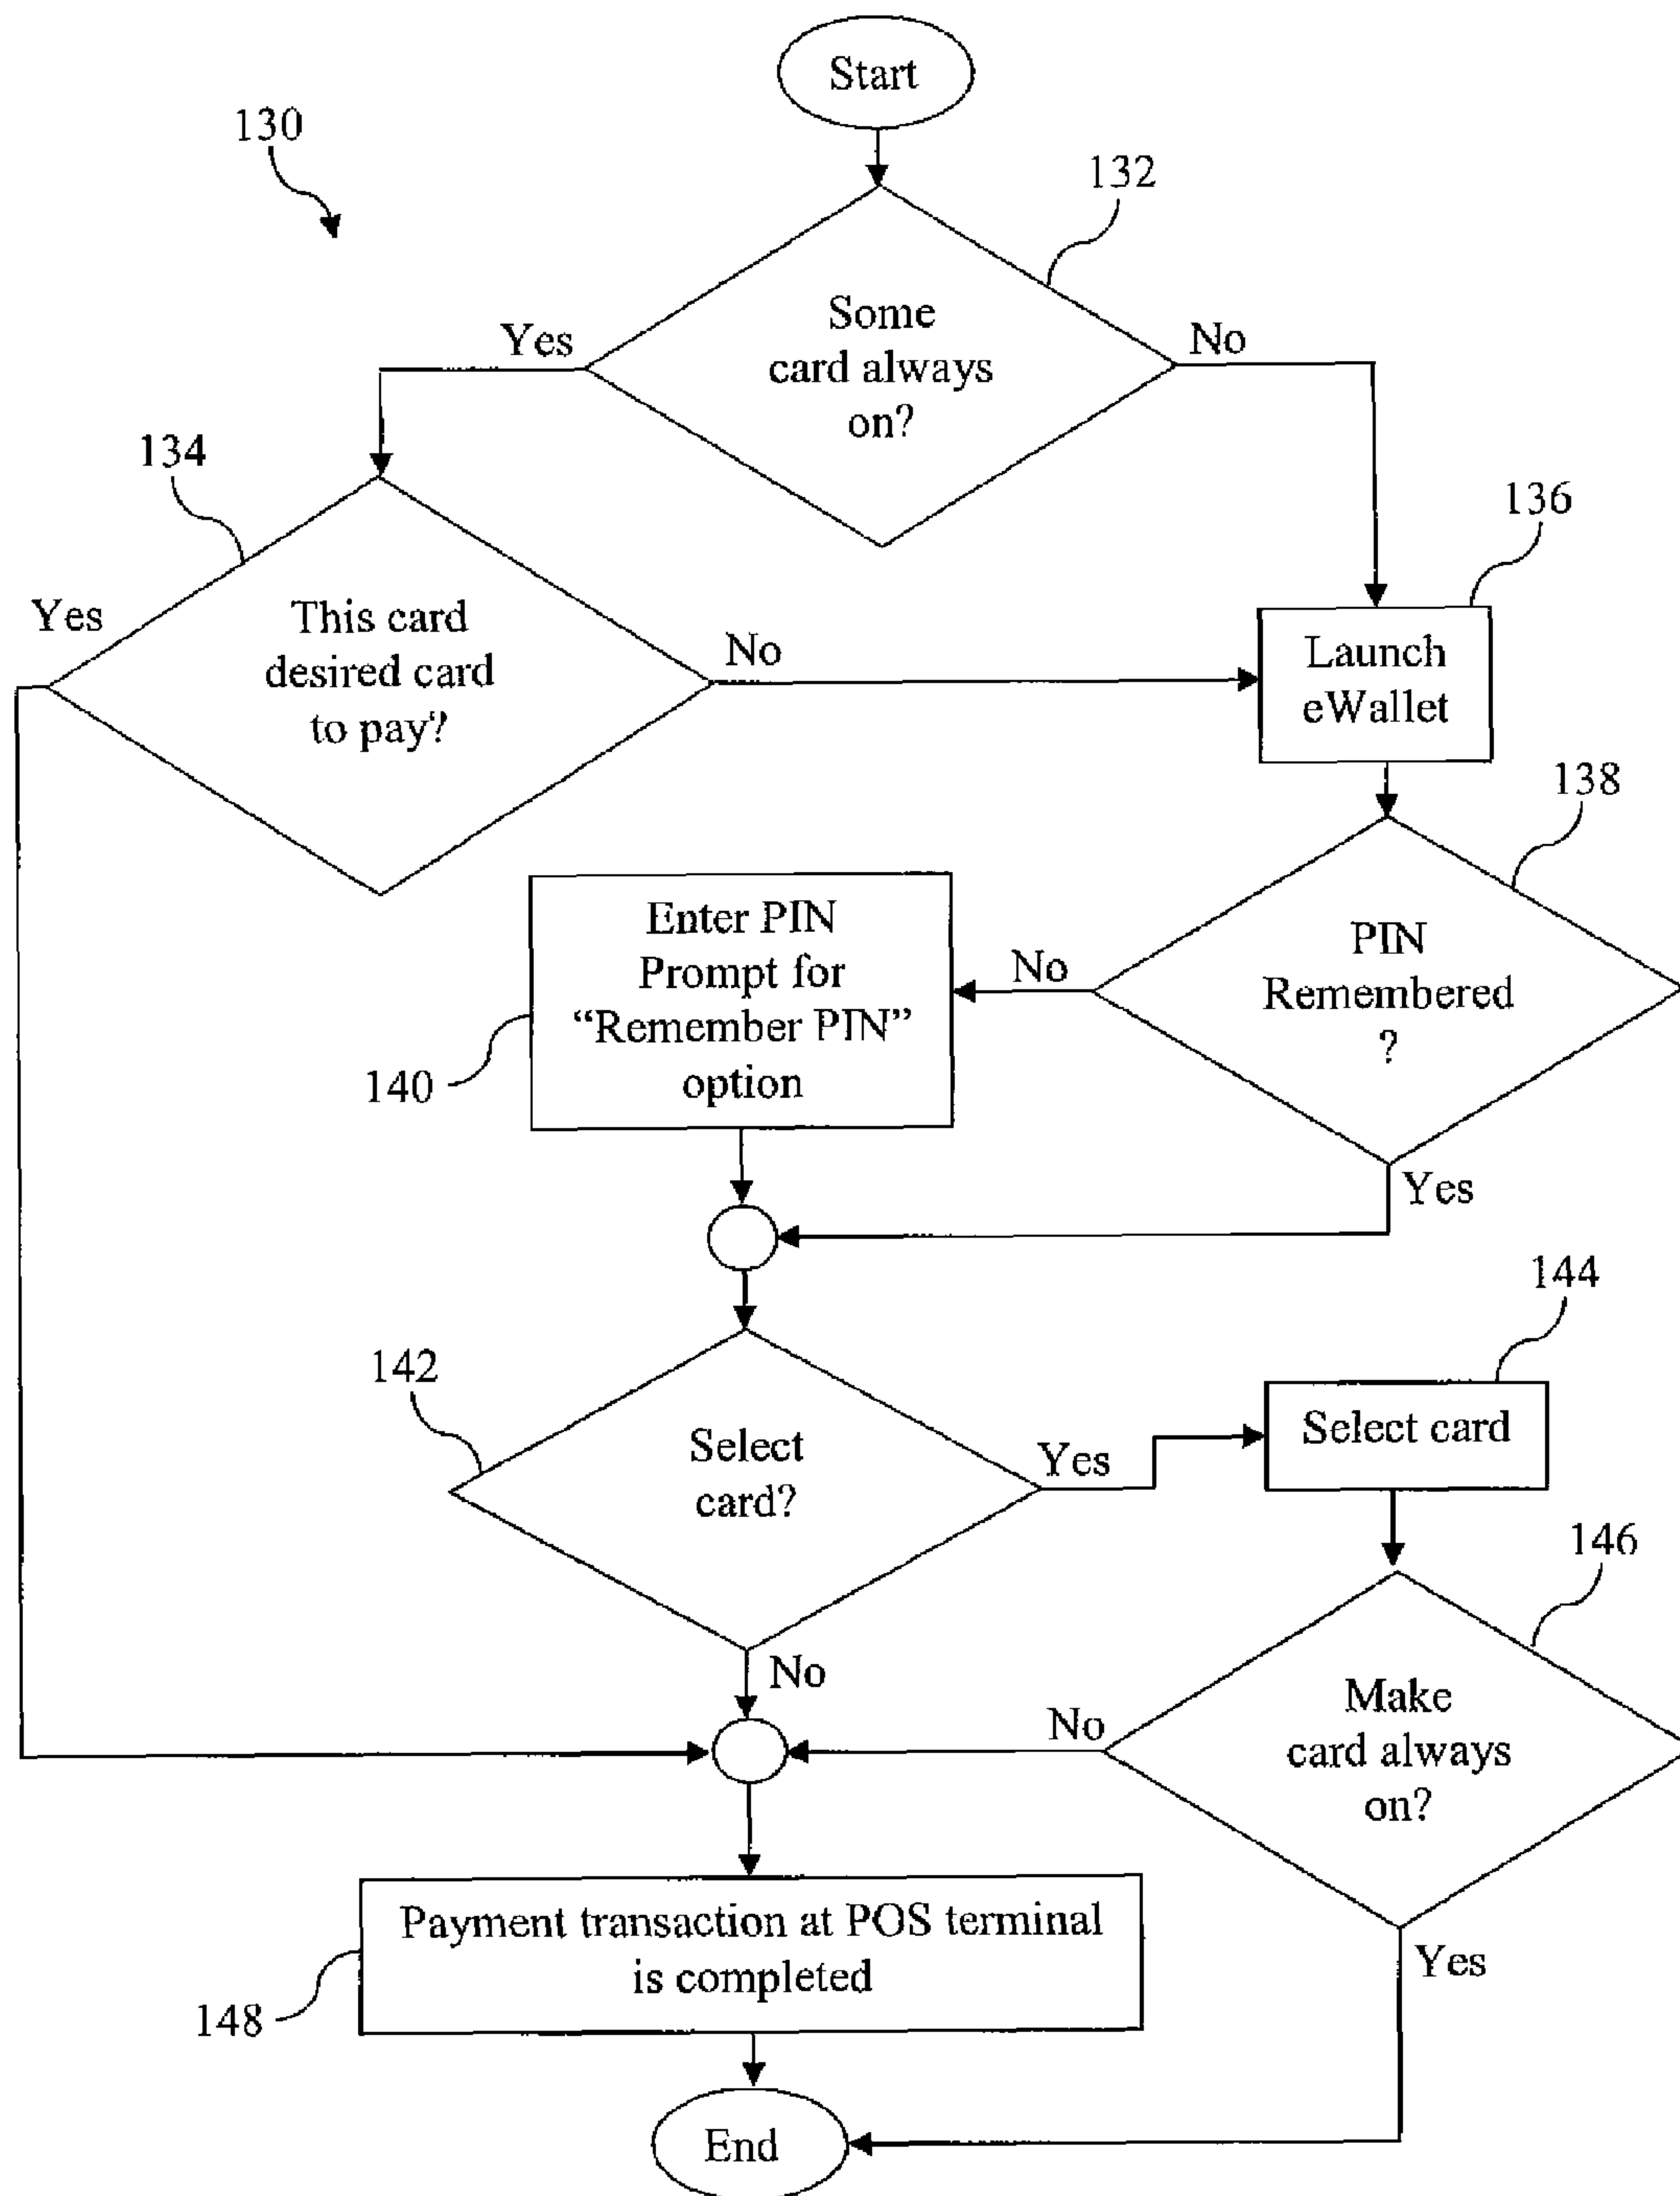 Start
130
132
Some
card always
on?
Yes
No
134
136
This card
desired card
to pay?
Yes
No
Launch
eWallet
138
PIN
Remembered
?
No
Enter PIN
Prompt for
“Remember PIN”
option
140
Yes
142
144
Select
card?
Yes
Select card
146
No
Make
card always
on?
No
Payment transaction at POS terminal
is completed
Yes
148
End